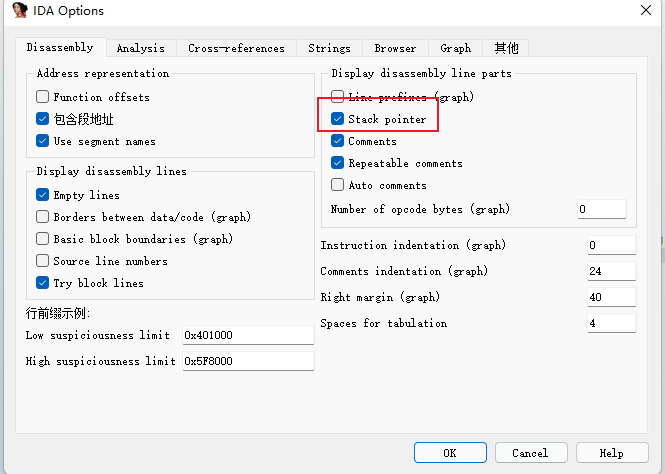 IDA Options
Disassembly Analysis Cross-references Strings Browser Graph 其他
Address representation
Function offsets
包含段地址
Use segment names
Display disassembly lines
Empty lines
Borders between data/code (graph)
Basic block boundaries (graph)
Source line numbers
Try block lines
行前缀示例:
Low suspiciousness limit 0x401000
High suspiciousness limit 0x5F8000
Display disassembly line parts
Line prefixes (graph)
Stack pointer
Comments
Repeatable comments
Auto comments
Number of opcode bytes (graph) 0
Instruction indentation (graph) 0
Comments indentation (graph) 24
Right margin (graph) 40
Spaces for tabulation 4
OK Cancel Help